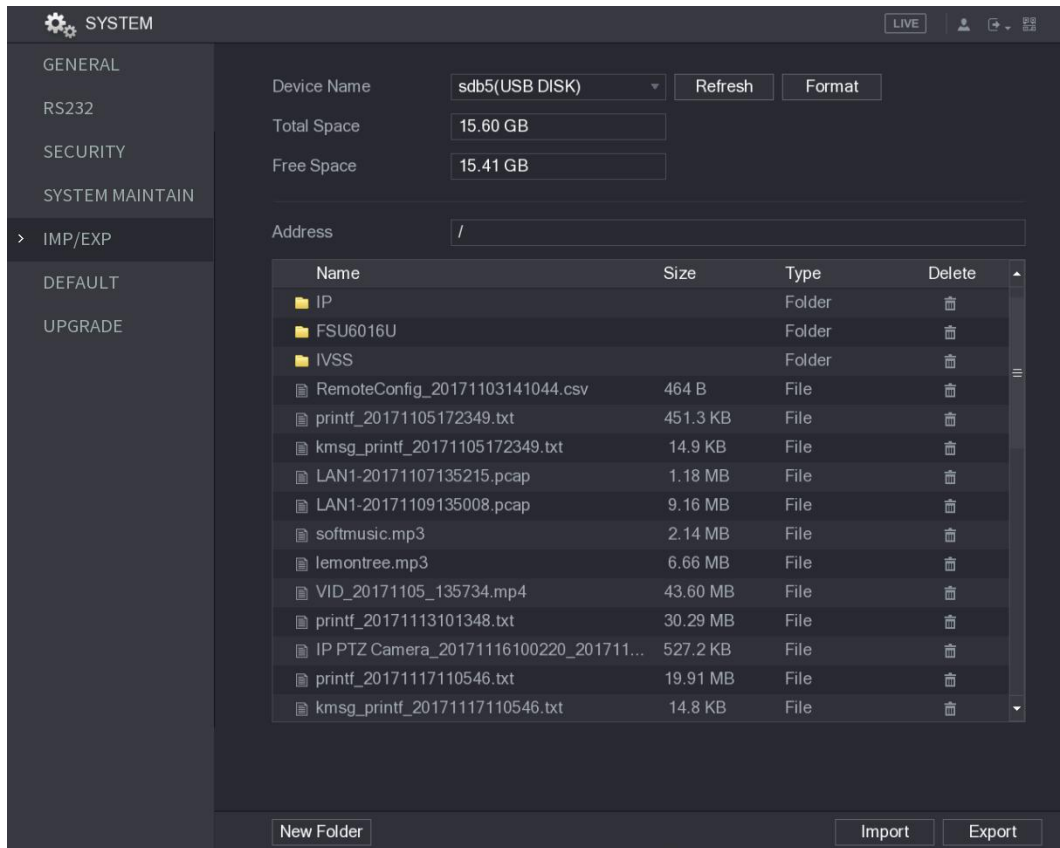 SYSTEM LIVE
GENERAL
RS232
SECURITY
SYSTEM MAINTAIN
IMP/EXP
DEFAULT
UPGRADE
Device Name sdb5(USB DISK) Refresh Format
Total Space 15.60 GB
Free Space 15.41 GB
Address /
Name Size Type Delete
IP Folder
FSU6016U Folder
IVSS Folder
RemoteConfig_20171103141044.csv 464 B File
printf_20171105172349.txt 451.3 KB File
kmsg_printf_20171105172349.txt 14.9 KB File
LAN1-20171107135215.pcap 1.18 MB File
LAN1-20171109135008.pcap 9.16 MB File
softmusic.mp3 2.14 MB File
lemontree.mp3 6.66 MB File
VID_20171105_135734.mp4 43.60 MB File
printf_20171113101348.txt 30.29 MB File
IP PTZ Camera_20171116100220_201711... 527.2 KB File
printf_20171117110546.txt 19.91 MB File
kmsg_printf_20171117110546.txt 14.8 KB File
New Folder Import Export